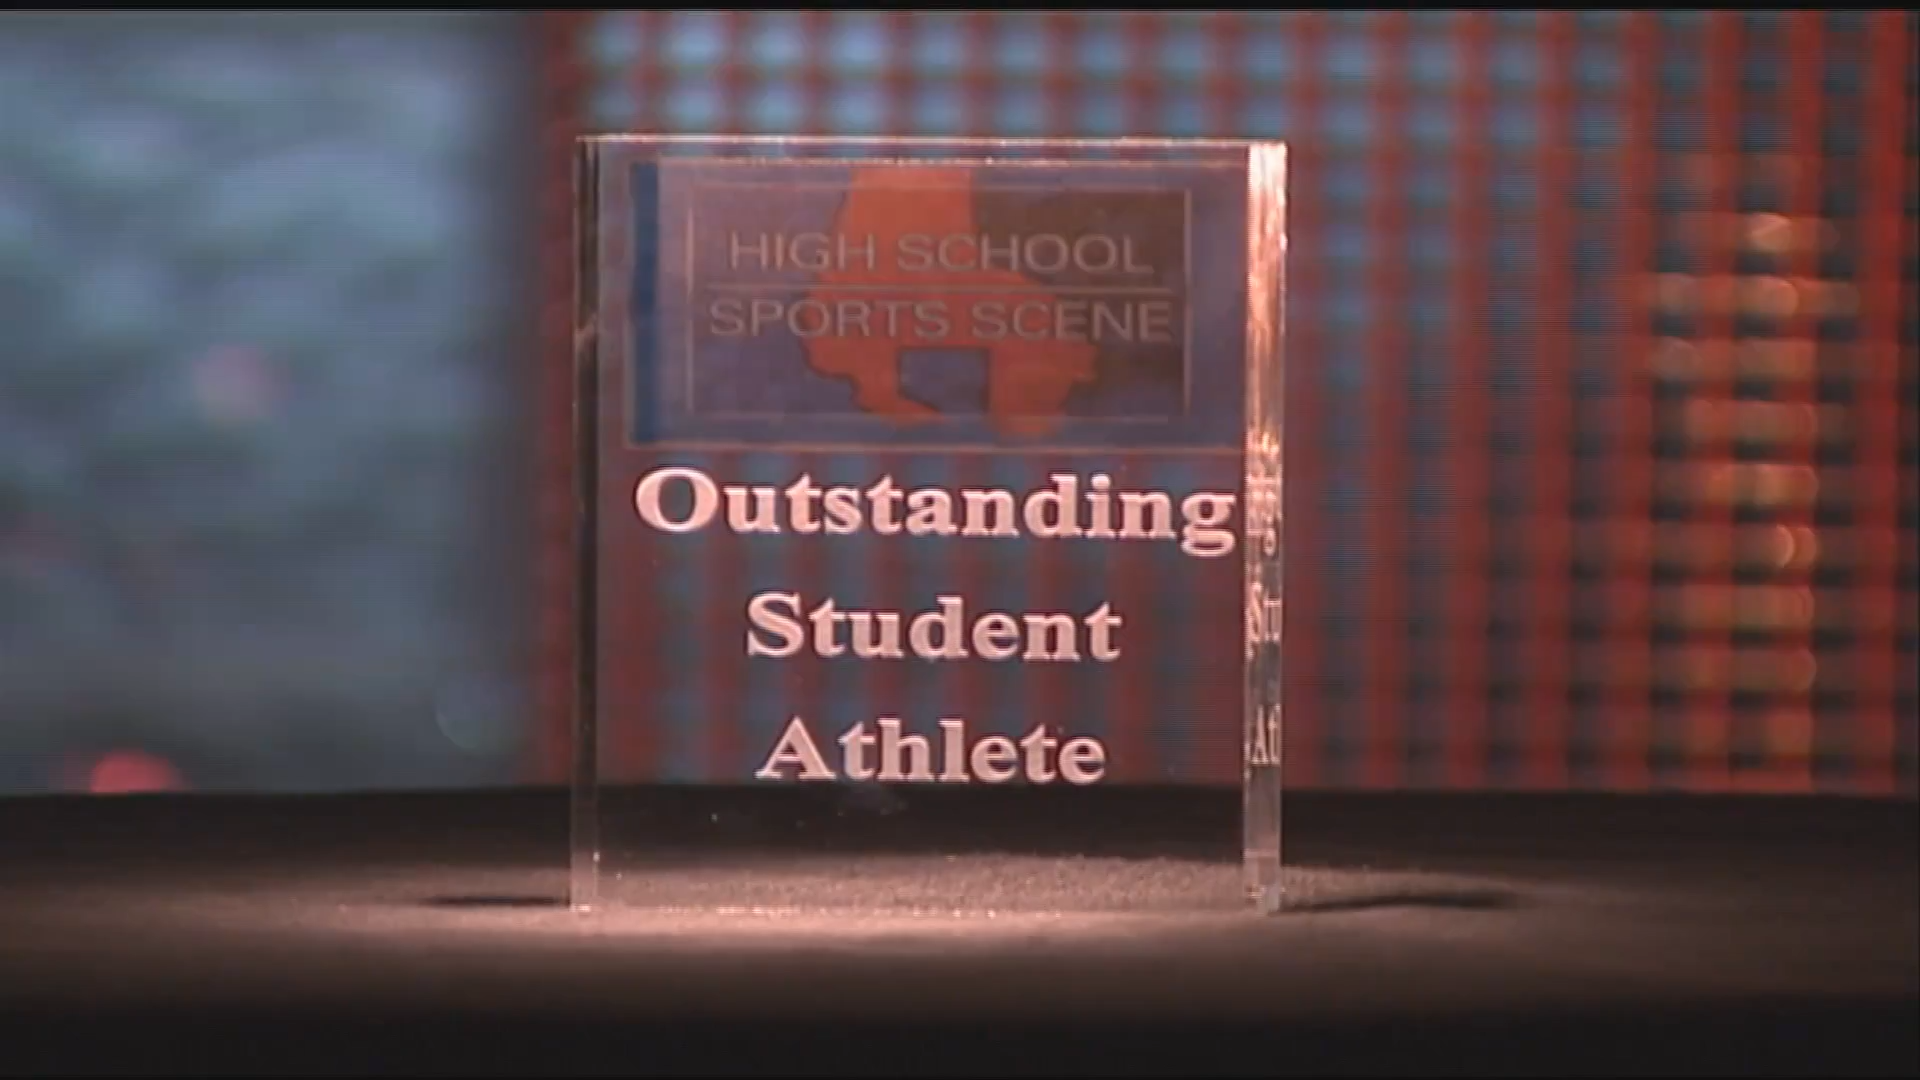 HIGH SCHOOL
SPORTS SCENE
Outstanding
Student
Athlete